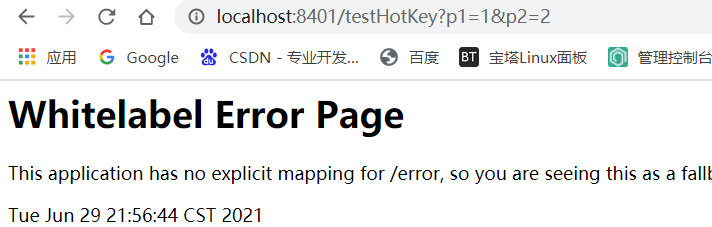 localhost:8401/testHotKey?p1=1&p2=2
应用 Google CSDN - 专业开发... 百度 BT 宝塔Linux面板 管理控制台
Whitelabel Error Page
This application has no explicit mapping for /error, so you are seeing this as a fallb
Tue Jun 29 21:56:44 CST 2021